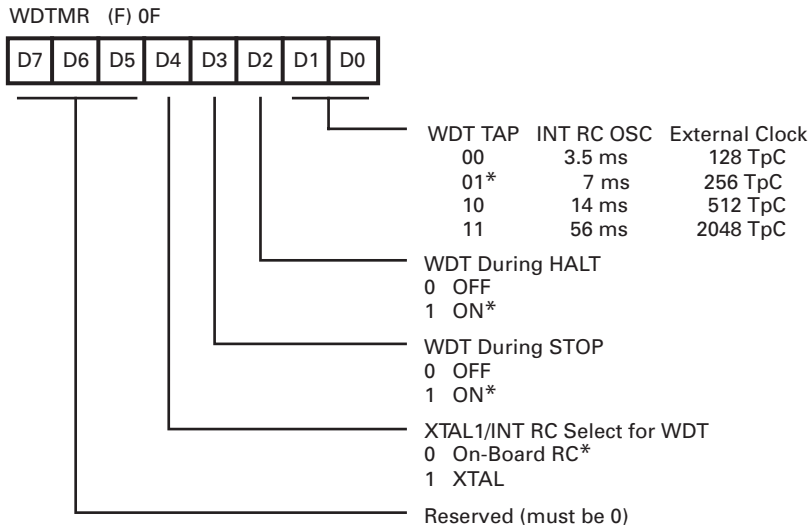 WDTMR (F) 0F
D7 D6 D5 D4 D3 D2 D1 D0
WDT TAP INT RC OSC External Clock
00 3.5 ms 128 TpC
01* 7 ms 256 TpC
10 14 ms 512 TpC
11 56 ms 2048 TpC
WDT During HALT
0 OFF
1 ON*
WDT During STOP
0 OFF
1 ON*
XTAL1/INT RC Select for WDT
0 On-Board RC*
1 XTAL
Reserved (must be 0)